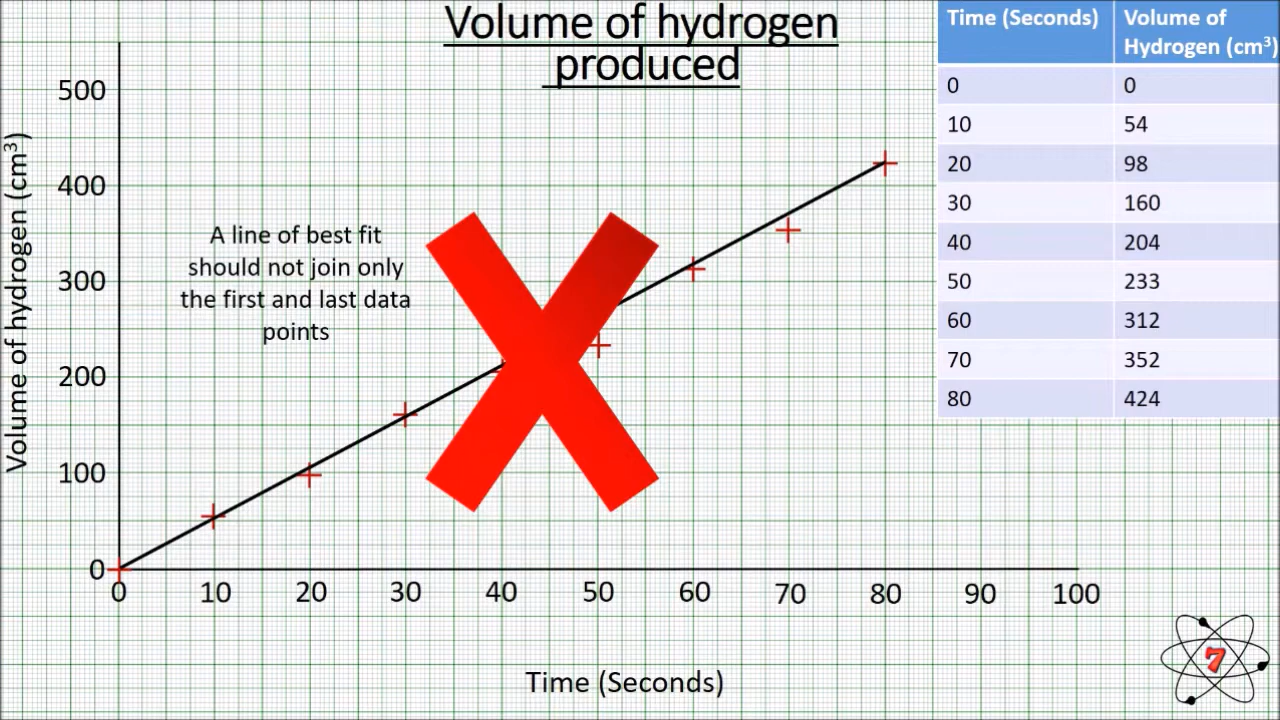 Volume of hydrogen
produced
Time (Seconds) Volume of
Hydrogen (cm³)
0 0
10 54
20 98
30 160
40 204
50 233
60 312
70 352
80 424
Volume of hydrogen (cm³)
500
400
300
200
100
0
A line of best fit
should not join only
the first and last data
points
0 10 20 30 40 50 60 70 80 90 100
Time (Seconds)
7